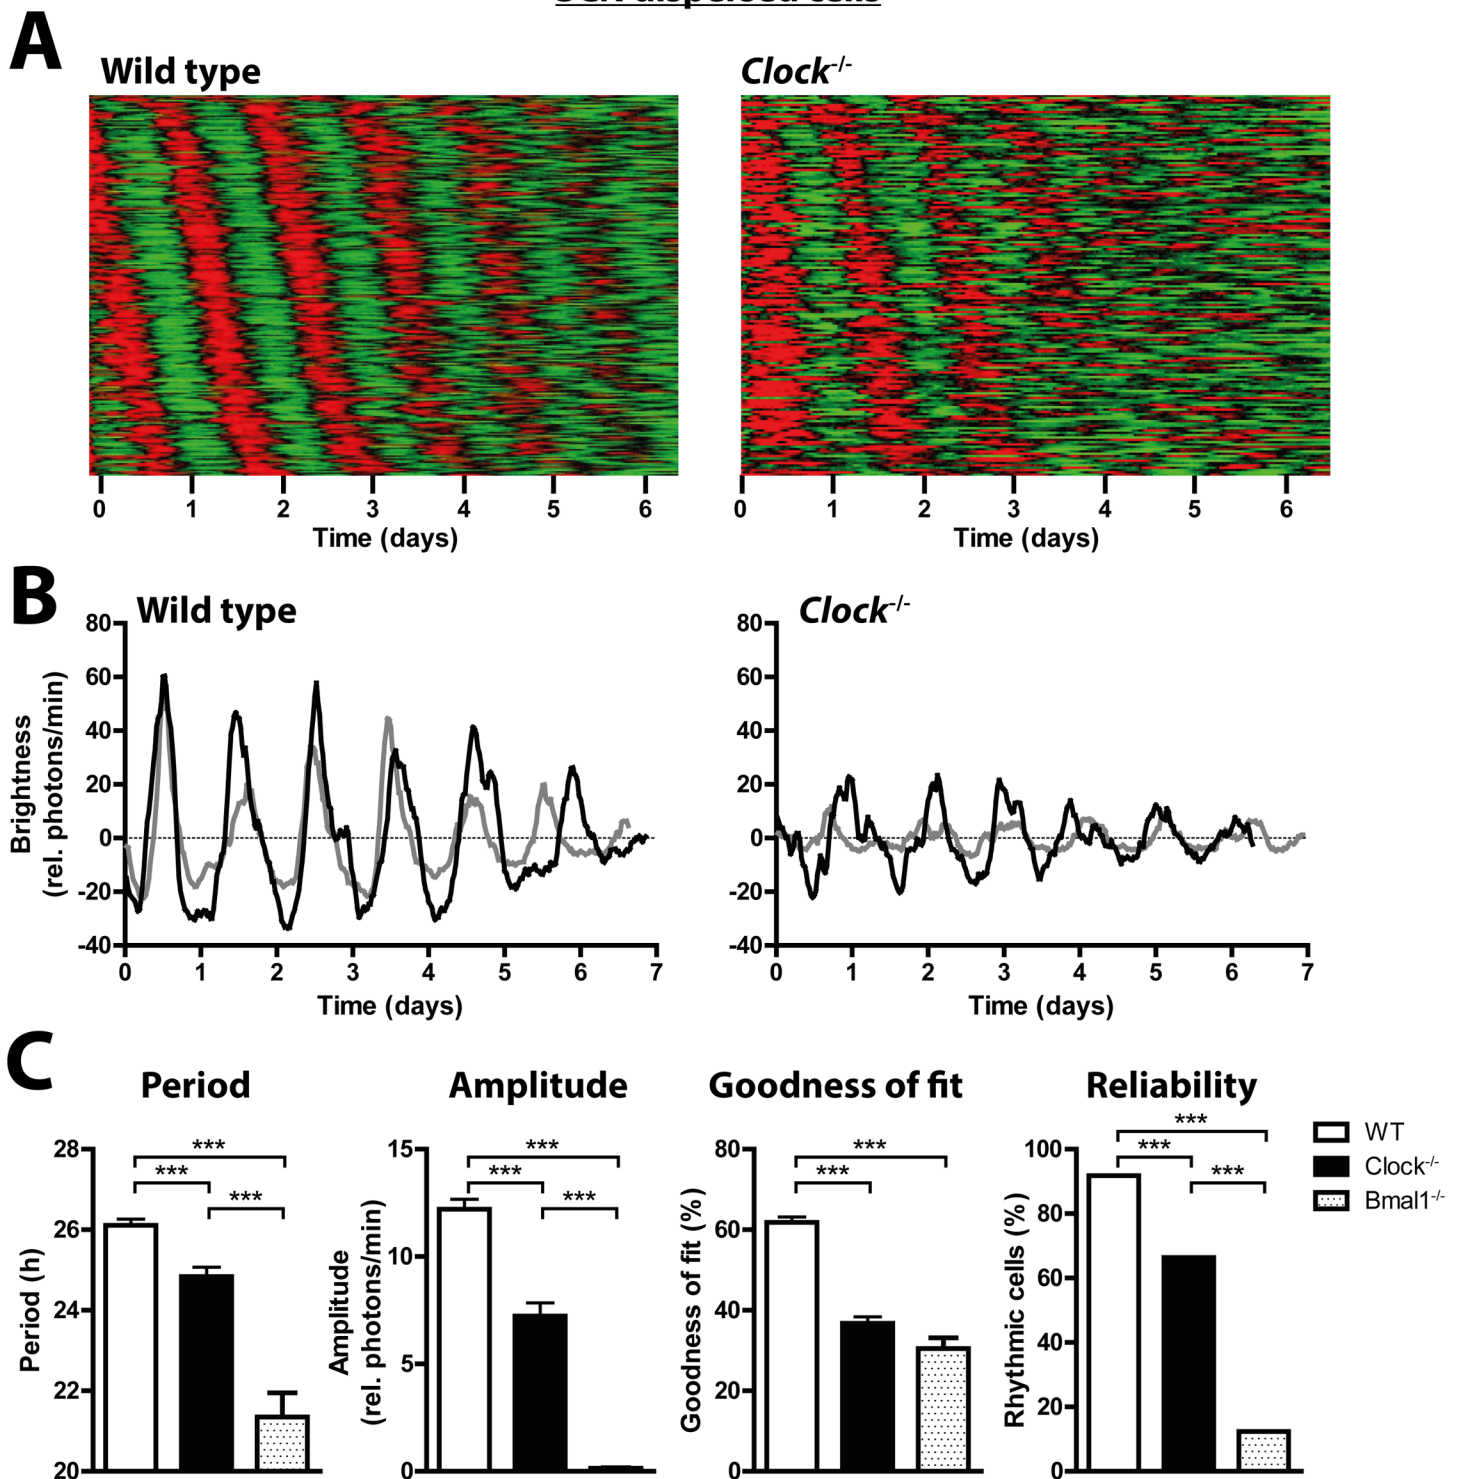 A
Wild type
Clock-/-
0 1 2 3 4 5 6
Time (days)
0 1 2 3 4 5 6
Time (days)
B
Wild type
Clock-/-
Brightness
(rel. photons/min)
80
60
40
20
0
-20
-40
0 1 2 3 4 5 6 7
Time (days)
80
60
40
20
0
-20
-40
0 1 2 3 4 5 6 7
Time (days)
C
Period
Period (h)
28
26
24
22
20
***
***
***
Amplitude
Amplitude
(rel. photons/min)
15
10
5
0
***
***
***
Goodness of fit
Goodness of fit (%)
80
60
40
20
0
***
***
Reliability
Rhythmic cells (%)
100
80
60
40
20
0
***
***
***
WT
Clock-/-
Bmal1-/-